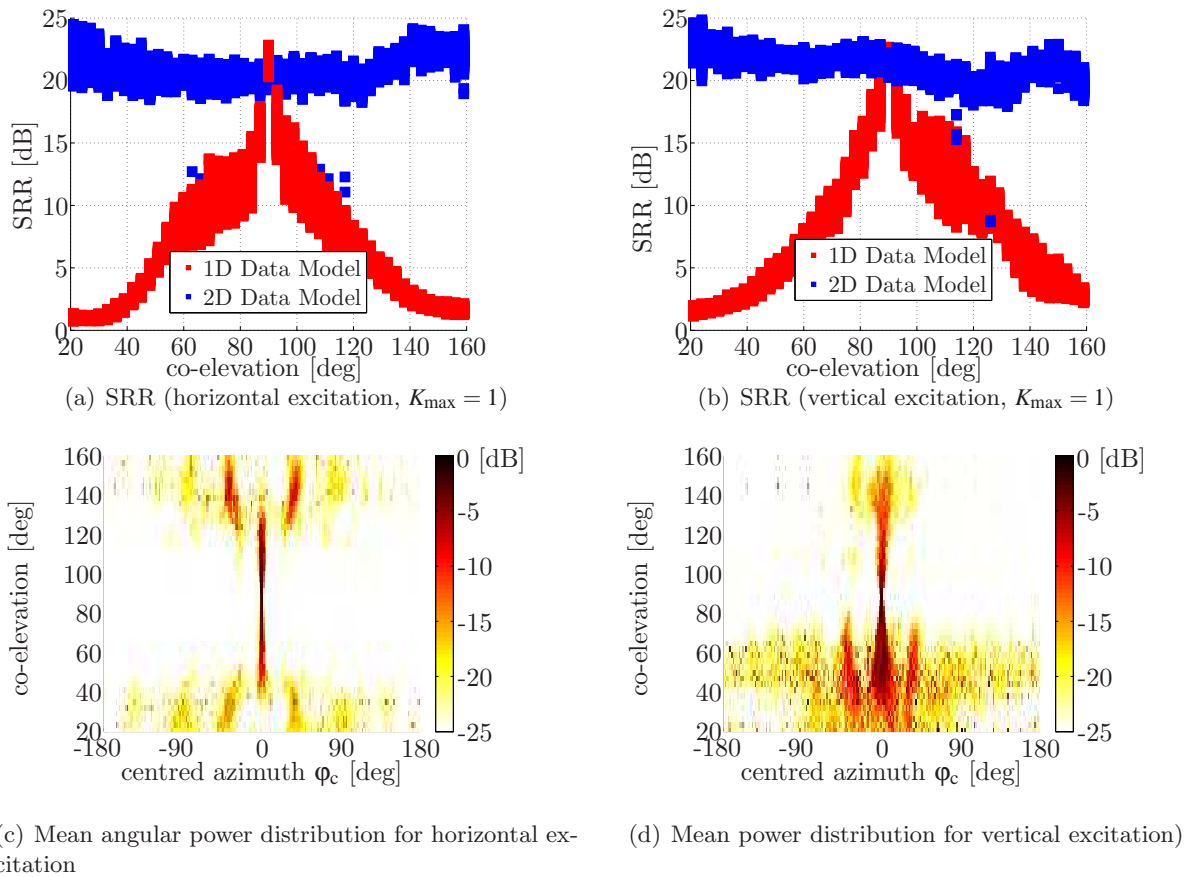 25
20
15
10
5
0
SRR [dB]
1D Data Model
2D Data Model
20 40 60 80 100 120 140 160
co-elevation [deg]
(a) SRR (horizontal excitation, Kmax = 1)
25
20
15
10
5
0
SRR [dB]
1D Data Model
2D Data Model
20 40 60 80 100 120 140 160
co-elevation [deg]
(b) SRR (vertical excitation, Kmax = 1)
160
140
120
100
80
60
40
20
co-elevation [deg]
-180 -90 0 90 180
centred azimuth φc [deg]
0 [dB]
-5
-10
-15
-20
-25
(c) Mean angular power distribution for horizontal ex-
citation
160
140
120
100
80
60
40
20
co-elevation [deg]
-180 -90 0 90 180
centred azimuth φc [deg]
0 [dB]
-5
-10
-15
-20
-25
(d) Mean power distribution for vertical excitation)